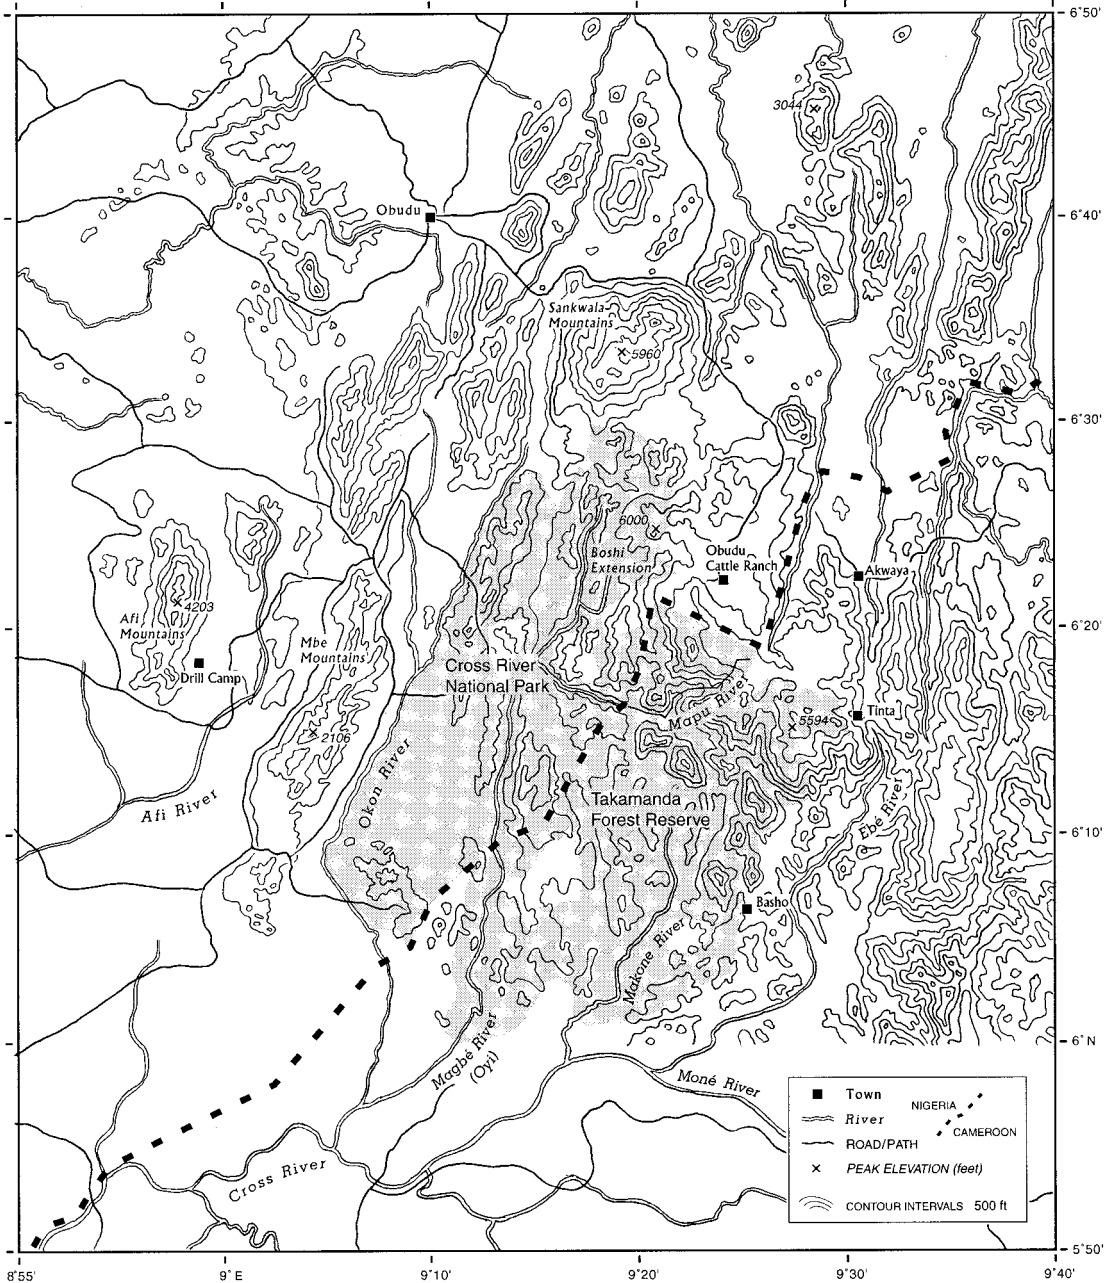 6°50'
3044
Obudu
6°40'
Sankwala
Mountains
5960
6°30'
6000
Boshi
Extension
Obudu
Cattle Ranch
Akwaya
4203
Afi
Mountains
Drill Camp
Mbe
Mountains
6°20'
Cross River
National Park
Mapu River
5594
Tinta
2106
Okon River
Afi River
Takamanda
Forest Reserve
Ebé River
6°10'
Basho
Makone River
Magbé River
(Oyi)
6°N
Moné River
Cross River
Town
River
ROAD/PATH
PEAK ELEVATION (feet)
CONTOUR INTERVALS 500 ft
NIGERIA
CAMEROON
5°50'
8°55'
9°E
9°10'
9°20'
9°30'
9°40'